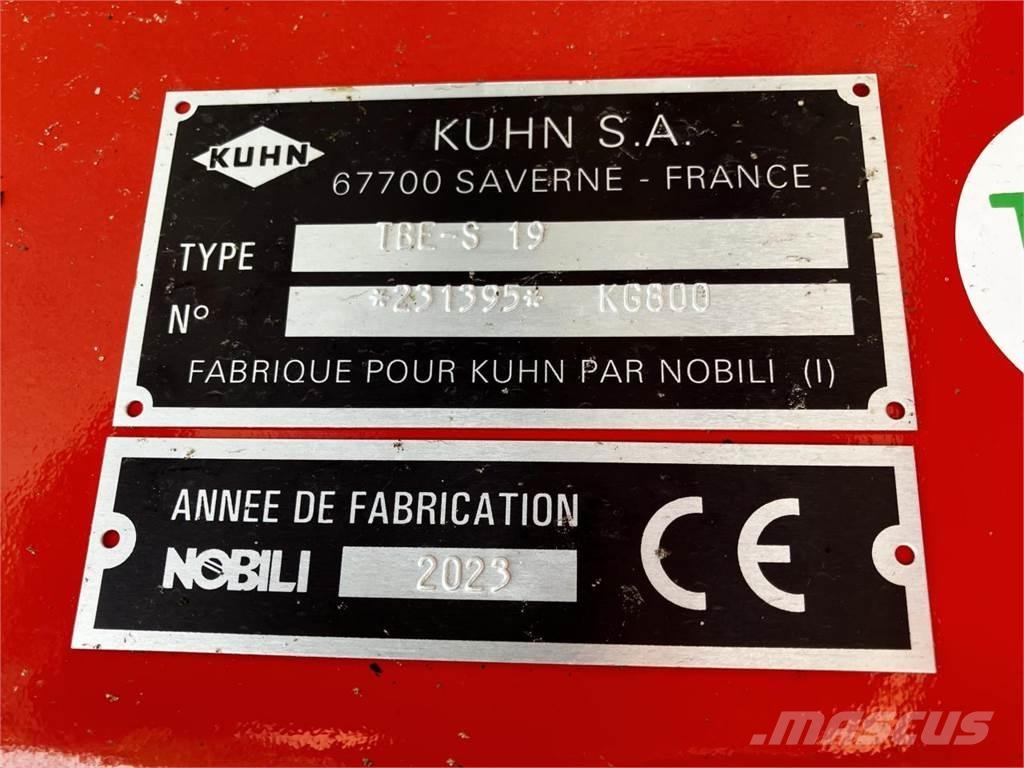 KUHN
KUHN S.A.
67700 SAVERNE - FRANCE
TYPE TBE-S 19
N° *231395* KG800
FABRIQUE POUR KUHN PAR NOBILI (I)
ANNEE DE FABRICATION
NOBILI 2023 CE
MASCUS